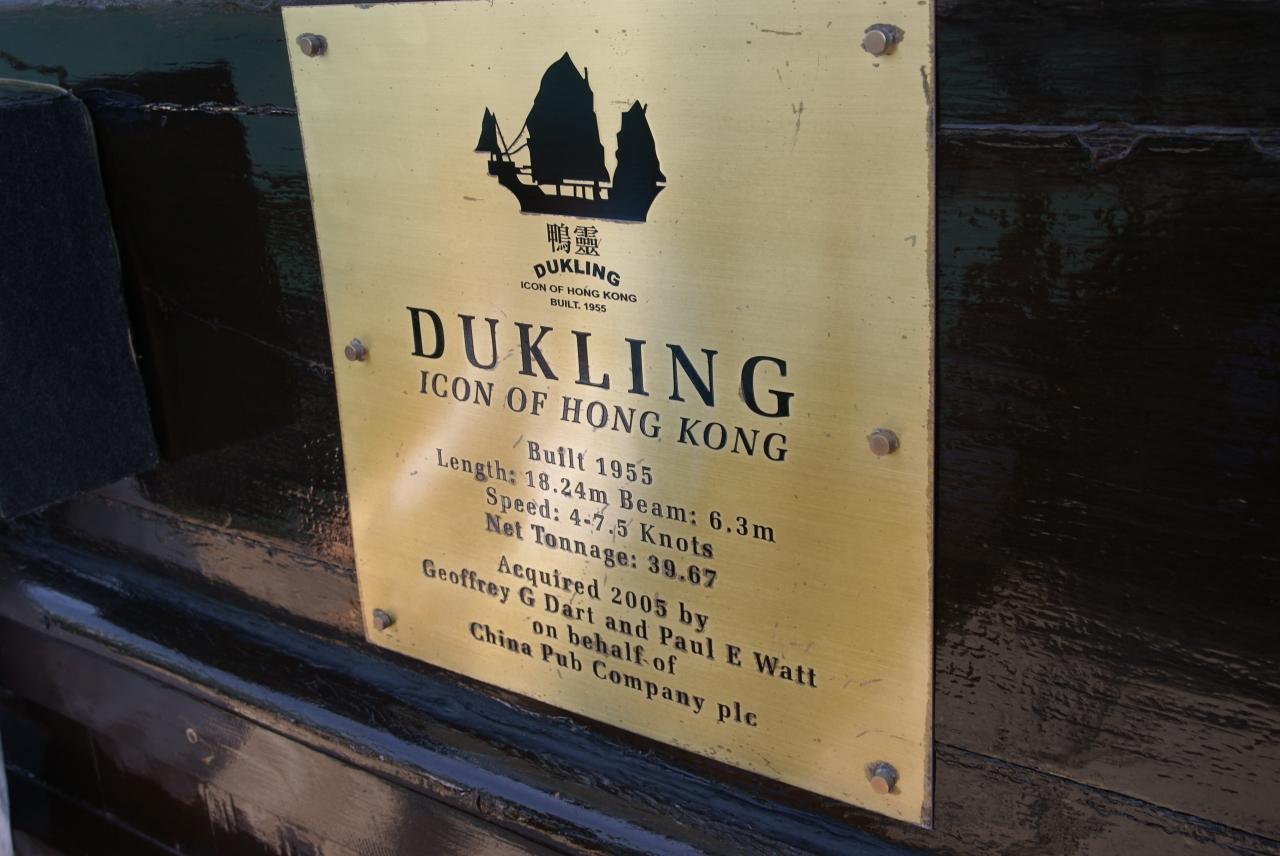 鴨靈
DUKLING
ICON OF HONG KONG
BUILT. 1955
DUKLING
ICON OF HONG KONG
Built 1955
Length: 18.24m Beam: 6.3m
Speed: 4-7.5 Knots
Net Tonnage: 39.67
Acquired 2005 by
Geoffrey G Dart and Paul E Watt
on behalf of
China Pub Company plc